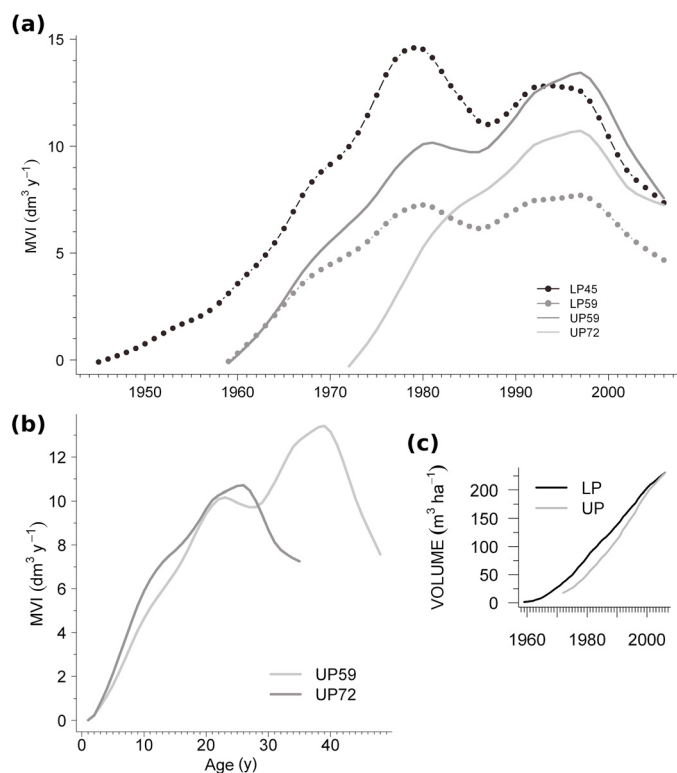 (a)
15
10
5
0
MVI (dm³ y⁻¹)
LP45
LP59
UP59
UP72
1950 1960 1970 1980 1990 2000
(b)
12
10
8
6
4
2
0
MVI (dm³ y⁻¹)
UP59
UP72
0 10 20 30 40
Age (y)
(c)
VOLUME (m³ ha⁻¹)
200
150
100
50
0
LP
UP
1960 1980 2000